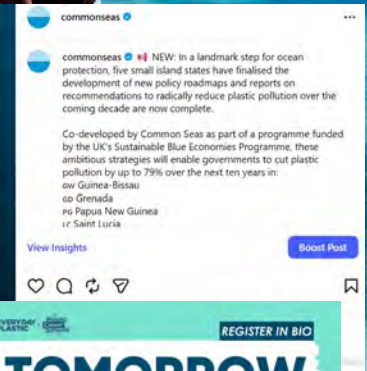 commonseas
commonseas NEW: In a landmark step for ocean
protection, five small island states have finalised the
development of new policy roadmaps and reports on
recommendations to radically reduce plastic pollution over the
coming decade are now complete.
Co-developed by Common Seas as part of a programme funded
by the UK's Sustainable Blue Economies Programme, these
ambitious strategies will enable governments to cut plastic
pollution by up to 79% over the next ten years in:
GW Guinea-Bissau
GD Grenada
PG Papua New Guinea
LC Saint Lucia
View Insights
Boost Post
EVERYDAY
PLASTIC
REGISTER IN BIO
TOMORROW